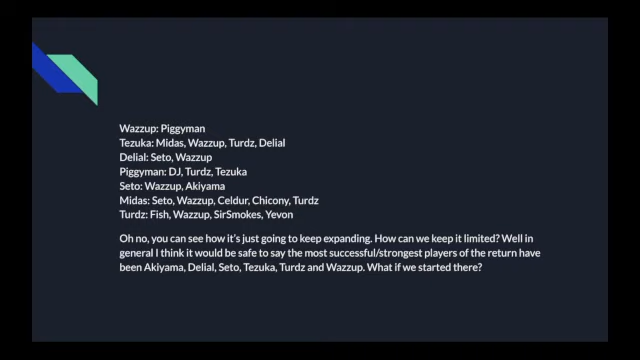 Wazzup: Piggyman
Tezuka: Midas, Wazzup, Turdz, Delial
Delial: Seto, Wazzup
Piggyman: DJ, Turdz, Tezuka
Seto: Wazzup, Akiyama
Midas: Seto, Wazzup, Celdur, Chicony, Turdz
Turdz: Fish, Wazzup, SirSmokes, Yevon
Oh no, you can see how it's just going to keep expanding. How can we keep it limited? Well in
general I think it would be safe to say the most successful/strongest players of the return have
been Akiyama, Delial, Seto, Tezuka, Turdz and Wazzup. What if we started there?